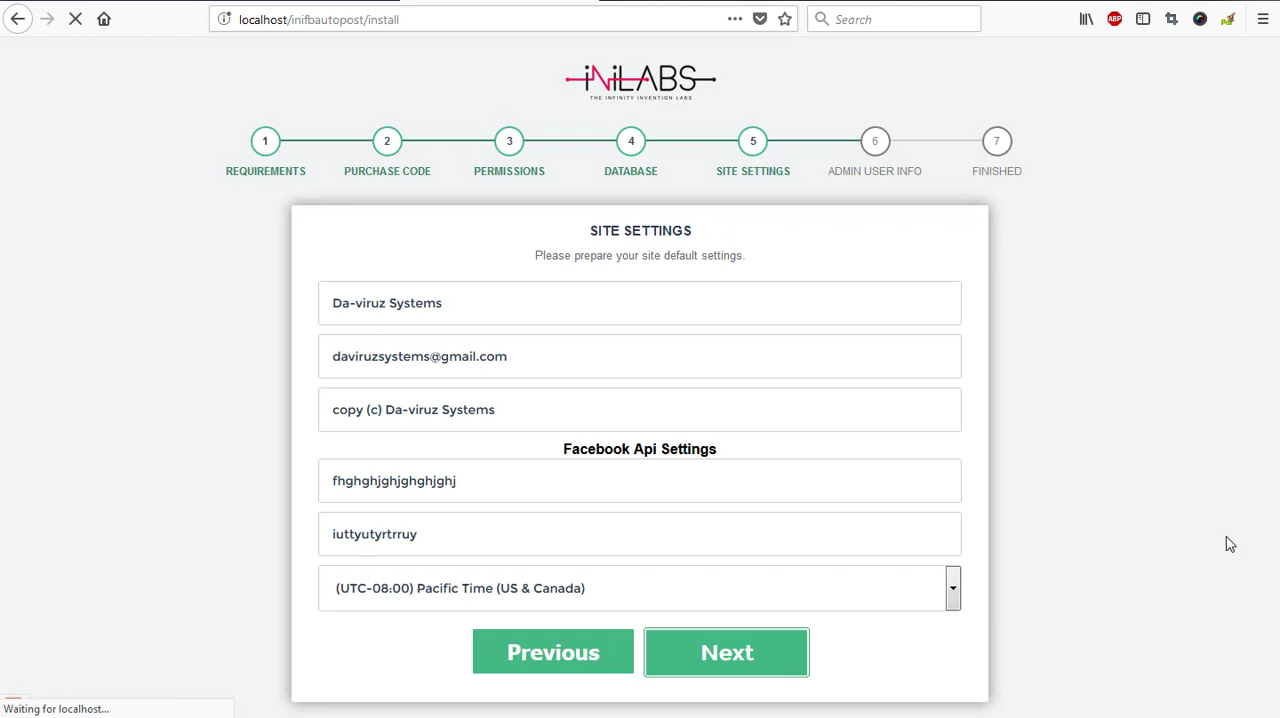 localhost/inifbautopost/install
Search
ABP
iNiLABS
THE INFINITY INVENTION LABS
1 2 3 4 5 6 7
REQUIREMENTS PURCHASE CODE PERMISSIONS DATABASE SITE SETTINGS ADMIN USER INFO FINISHED
SITE SETTINGS
Please prepare your site default settings.
Da-viruz Systems
daviruzsystems@gmail.com
copy (c) Da-viruz Systems
Facebook Api Settings
fhghghjghjghghjghj
iuttyutyrtrruy
(UTC-08:00) Pacific Time (US & Canada)
Previous Next
Waiting for localhost...